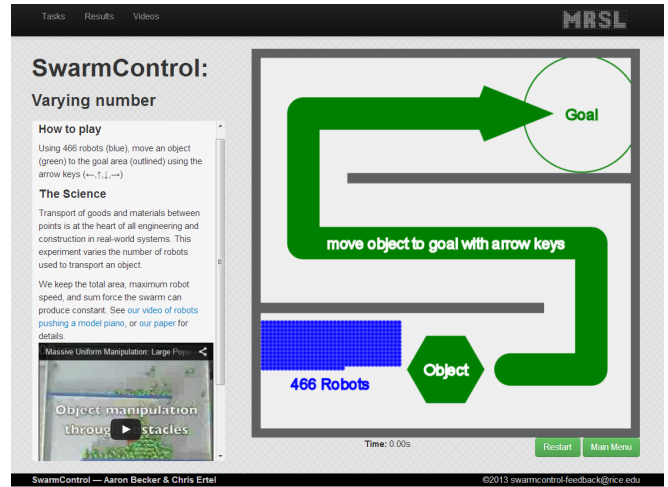 Tasks Results Videos MRSL
SwarmControl:
Varying number
How to play
Using 466 robots (blue), move an object
(green) to the goal area (outlined) using the
arrow keys (←,↑,↓,→)
The Science
Transport of goods and materials between
points is at the heart of all engineering and
construction in real-world systems. This
experiment varies the number of robots
used to transport an object.
We keep the total area, maximum robot
speed, and sum force the swarm can
produce constant. See our video of robots
pushing a model piano, or our paper for
details.
Massive Uniform Manipulation: Large Pop
Object manipulation
through obstacles
Goal
move object to goal with arrow keys
466 Robots
Object
Time: 0.00s
Restart Main Menu
SwarmControl — Aaron Becker & Chris Ertel
©2013 swarmcontrol-feedback@rice.edu